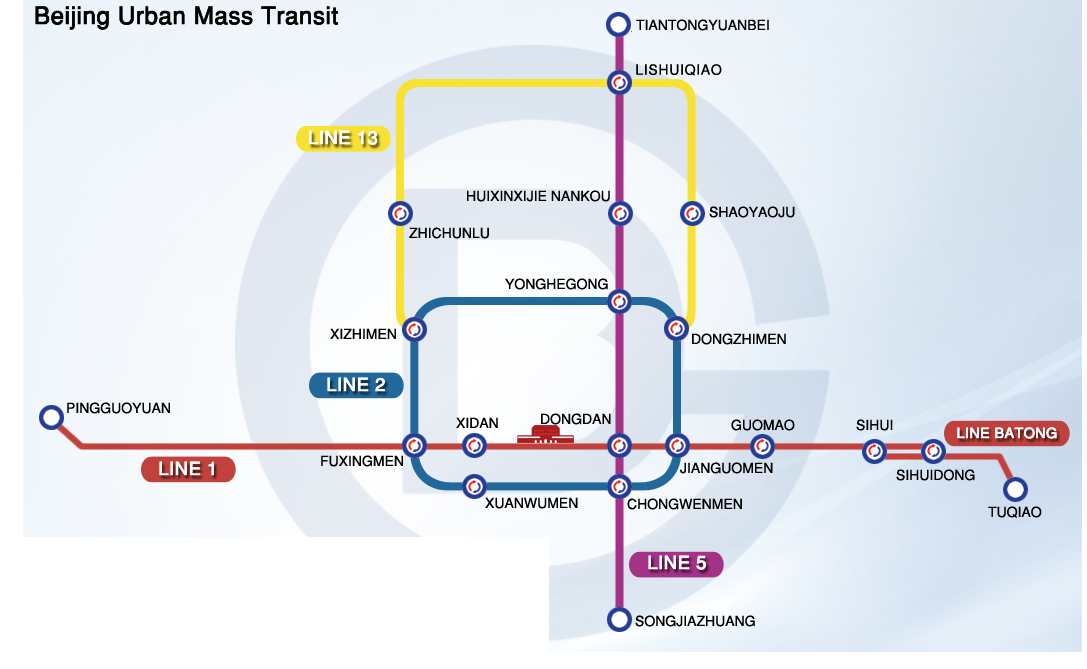 Beijing Urban Mass Transit
TIANTONGYUANBEI
LISHUIQIAO
LINE 13
HUIXINXIJIE NANKOU
SHAOYAOJU
ZHICHUNLU
YONGHEGONG
XIZHIMEN
DONGZHIMEN
LINE 2
PINGGUOYUAN
XIDAN
DONGDAN
GUOMAO
SIHUI
LINE BATONG
FUXINGMEN
LINE 1
JIANGUOMEN
SIHUIDONG
XUANWUMEN
CHONGWENMEN
TUQIAO
LINE 5
SONGJIAZHUANG